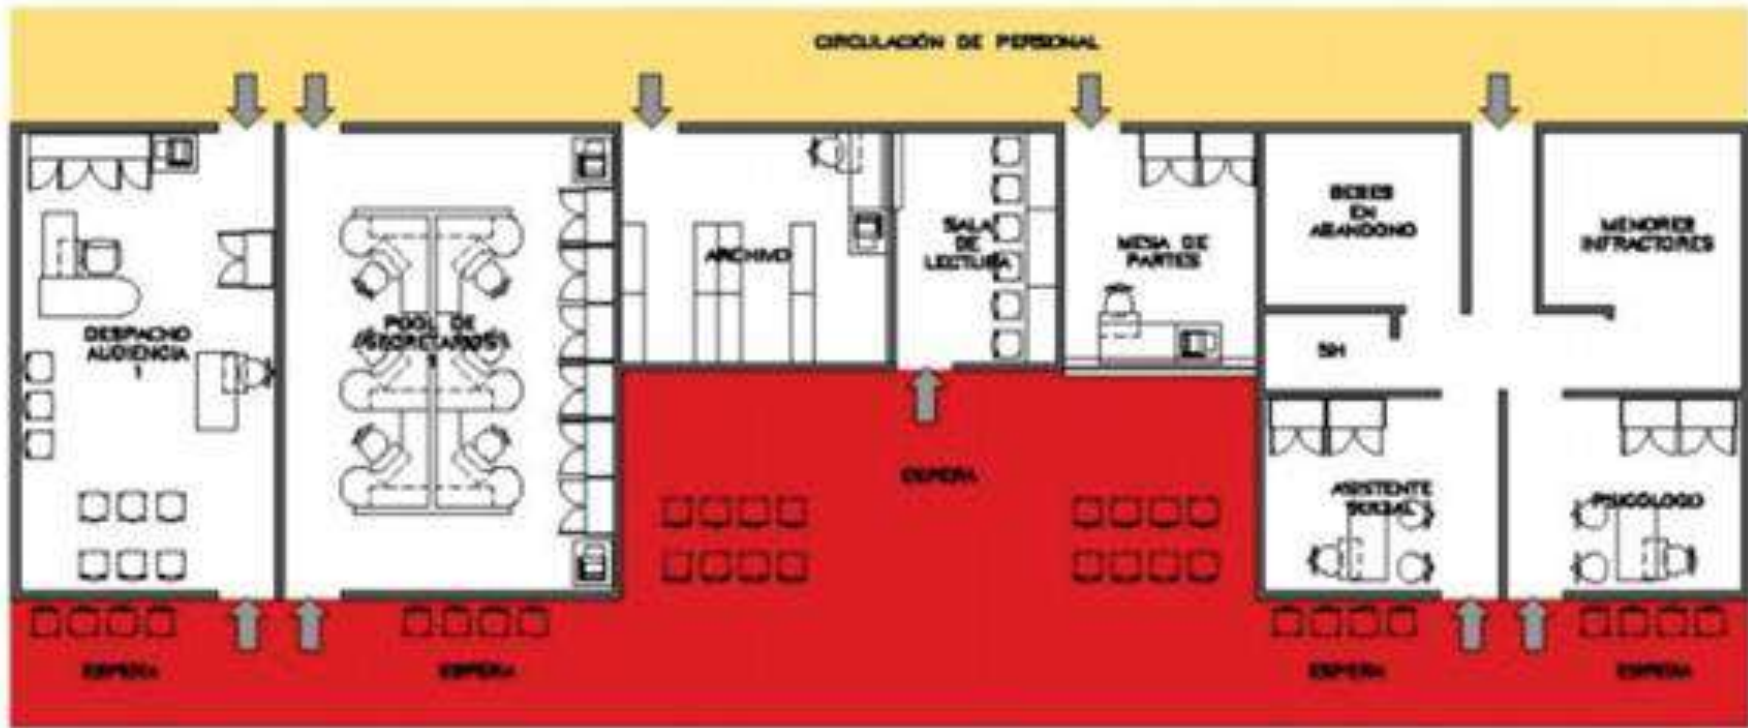 CIRCULACIÓN DE PERSONAL
DESPACHO
AUDIENCIA
1
POOL DE
SECRETARIOS
ARCHIVO
SALA
DE
LECTURA
MESA DE
PARTES
BEBES
EN
ABANDONO
MENORES
INFRACTORES
SH
ESPERA
ASISTENTE
SOCIAL
PSICOLOGO
ESPERA
ESPERA
ESPERA
ESPERA